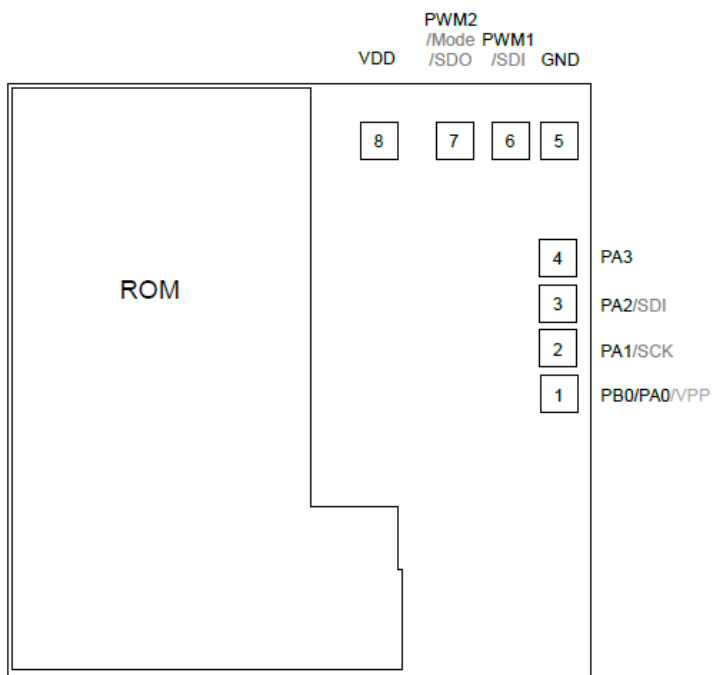 PWM2
/Mode PWM1
VDD /SDO /SDI GND
8 7 6 5
4 PA3
ROM
3 PA2/SDI
2 PA1/SCK
1 PB0/PA0/VPP